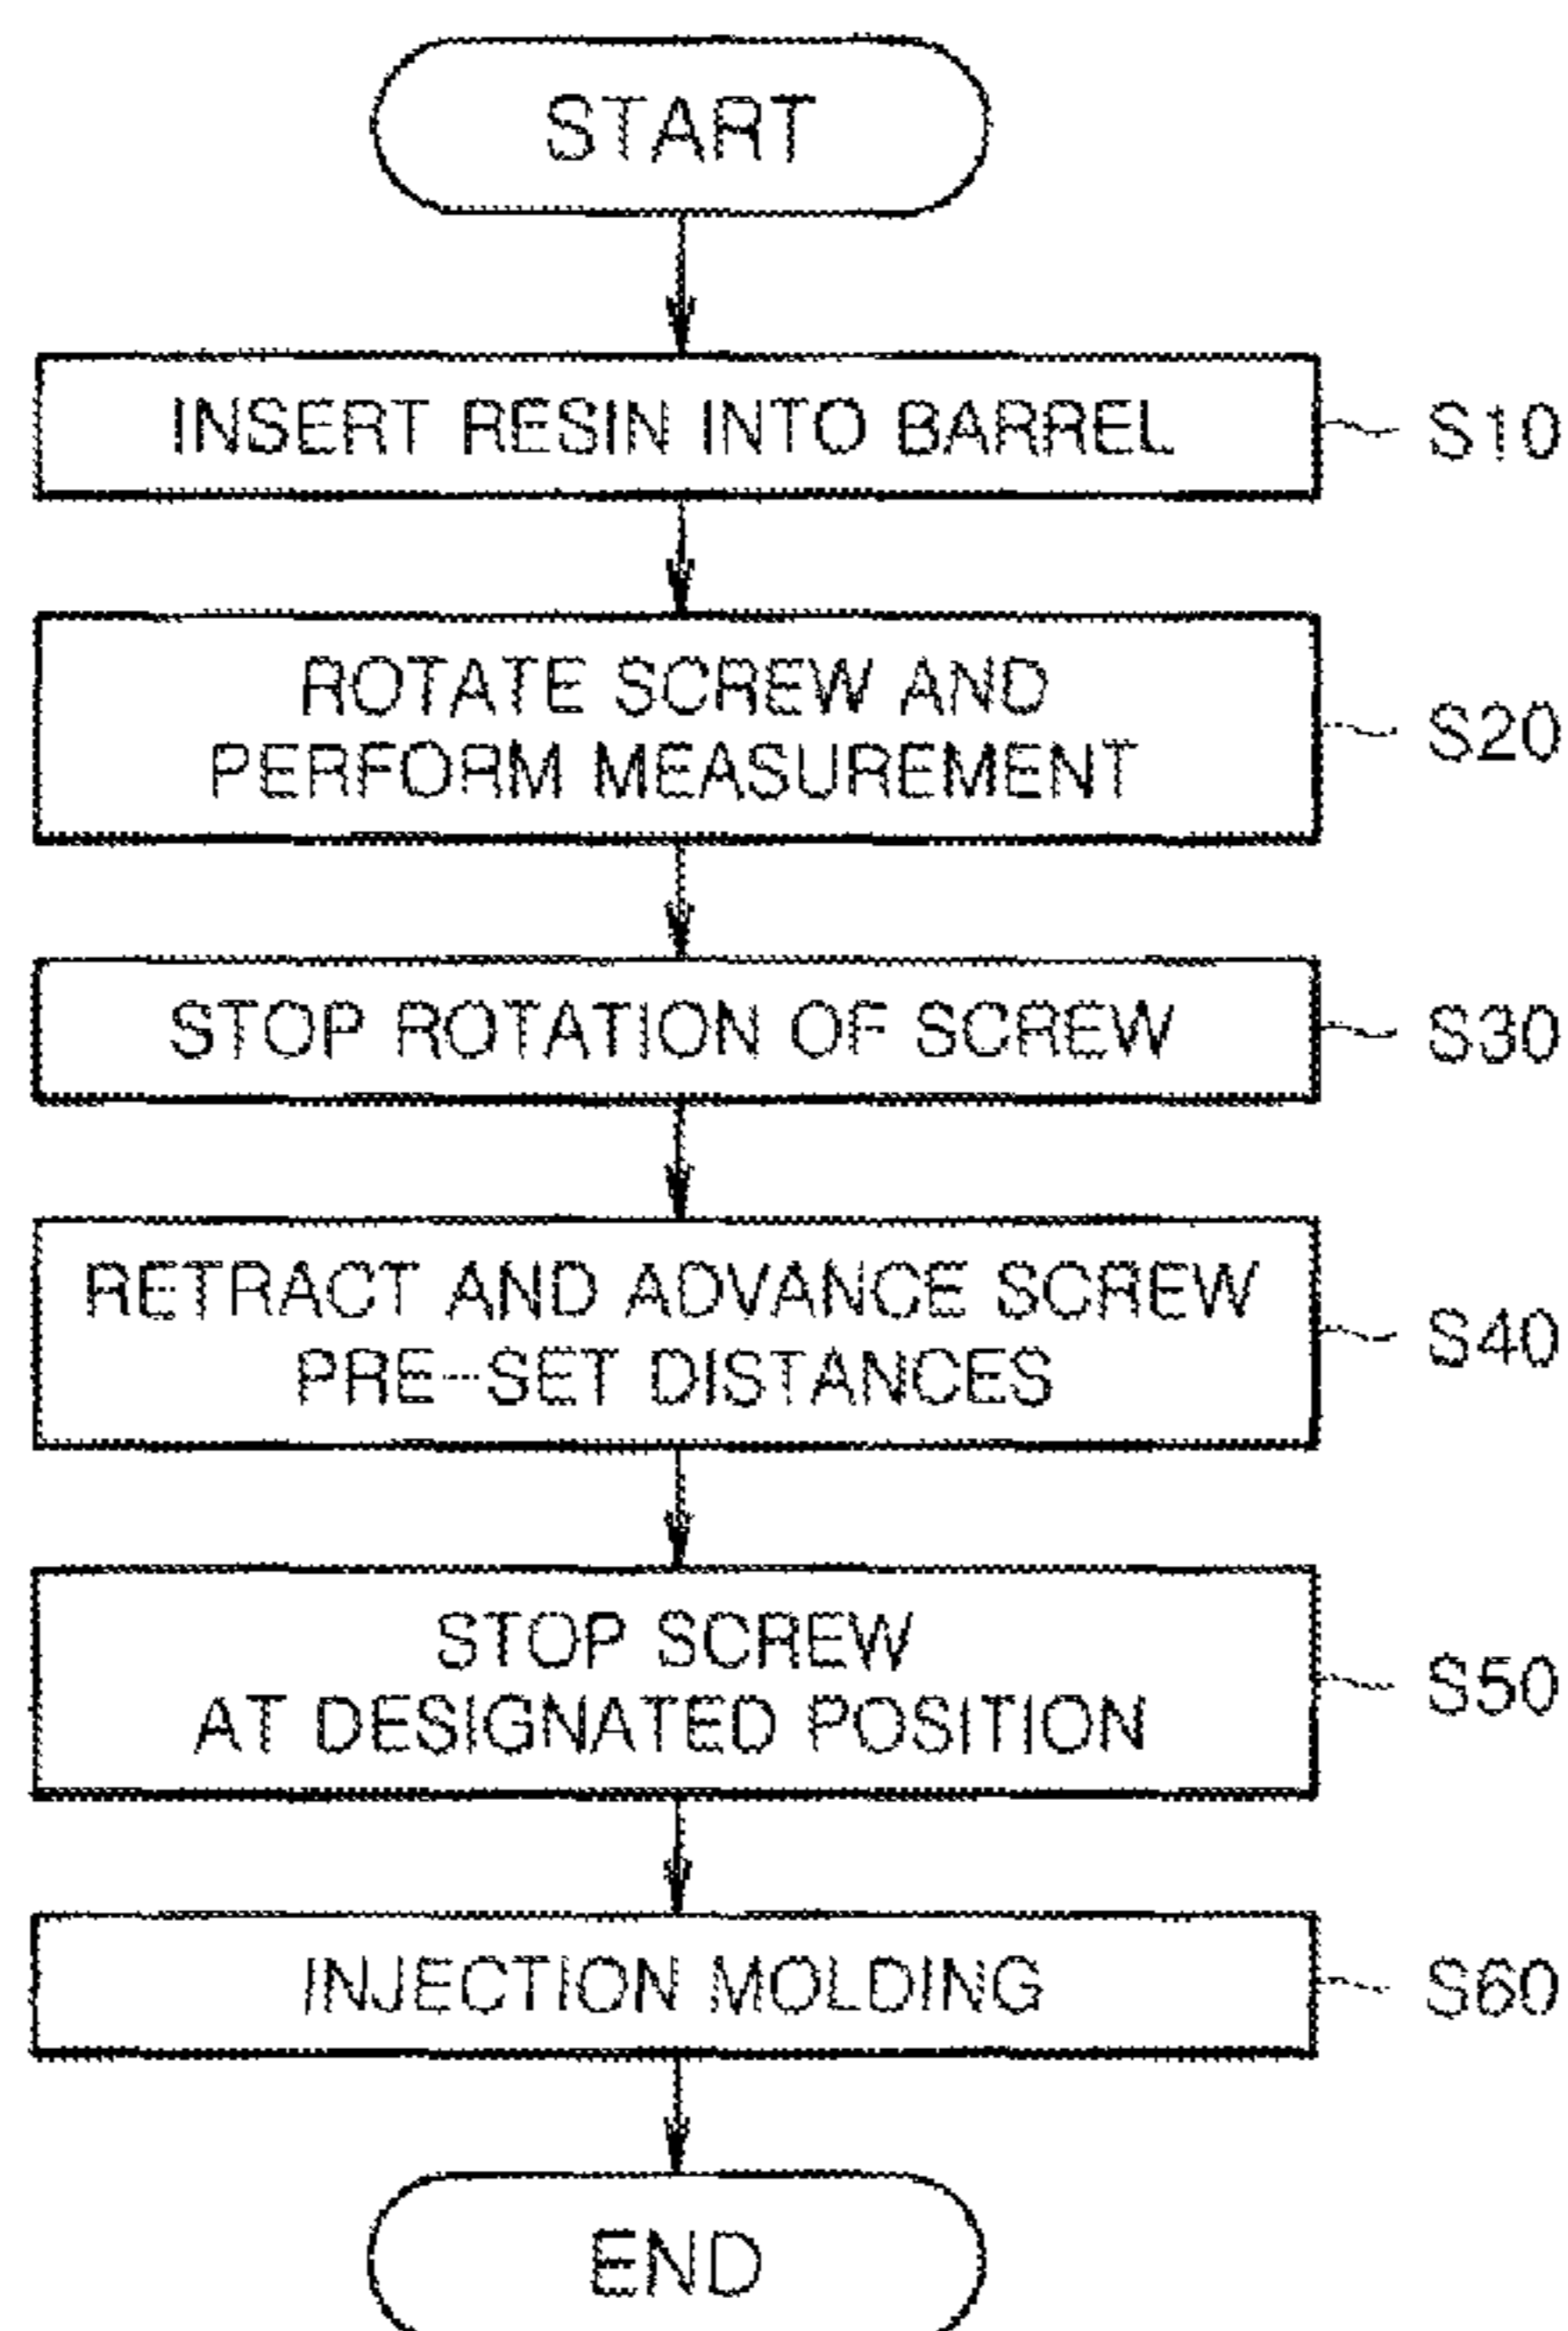 START
INSERT RESIN INTO BARREL
S10
ROTATE SCREW AND
PERFORM MEASUREMENT
S20
STOP ROTATION OF SCREW
S30
RETRACT AND ADVANCE SCREW
PRE-SET DISTANCES
S40
STOP SCREW
AT DESIGNATED POSITION
S50
INJECTION MOLDING
S60
END